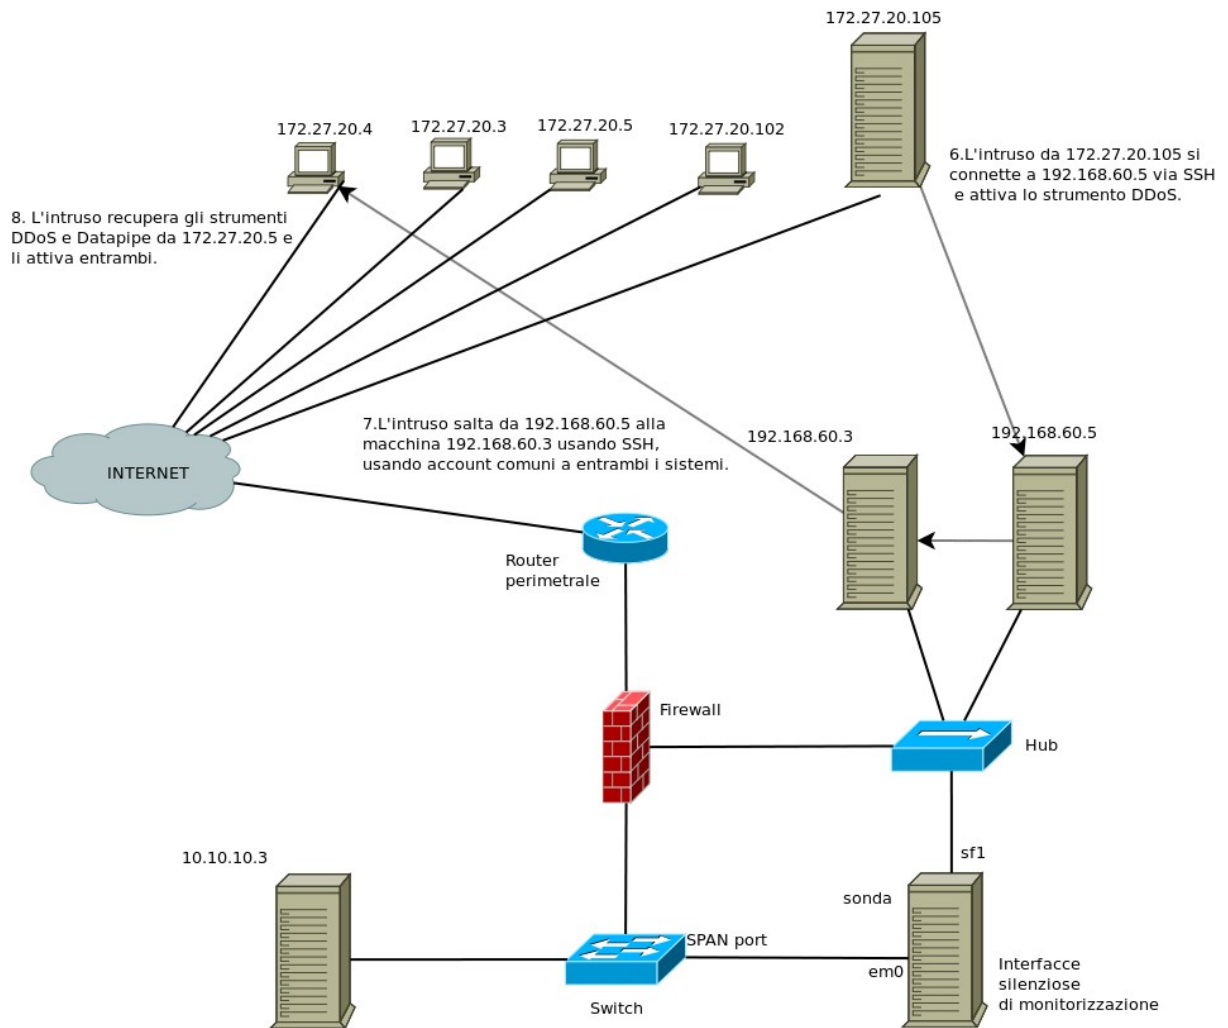 172.27.20.105
172.27.20.4
172.27.20.3
172.27.20.5
172.27.20.102
6.L'intruso da 172.27.20.105 si
connette a 192.168.60.5 via SSH
e attiva lo strumento DDoS.
8. L'intruso recupera gli strumenti
DDoS e Datapipe da 172.27.20.5 e
li attiva entrambi.
7.L'intruso salta da 192.168.60.5 alla
macchina 192.168.60.3 usando SSH,
usando account comuni a entrambi i sistemi.
192.168.60.3
192.168.60.5
INTERNET
Router
perimetrale
Firewall
Hub
10.10.10.3
sf1
sonda
SPAN port
em0
Switch
Interfacce
silenziose
di monitorizzazione